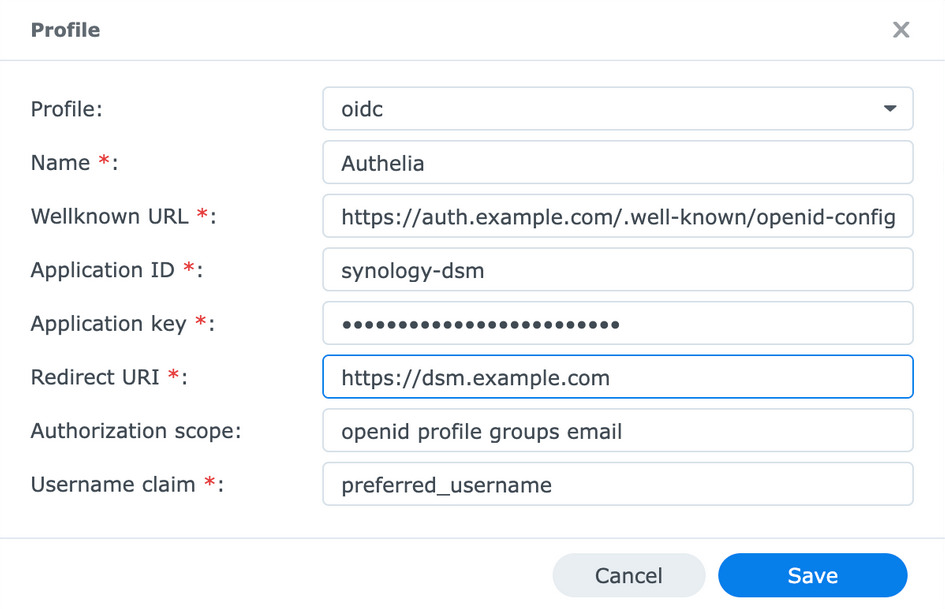 Profile
Profile: oidc
Name *: Authelia
Wellknown URL *: https://auth.example.com/.well-known/openid-config
Application ID *: synology-dsm
Application key *: •••••••••••••••••••••••••
Redirect URI *: https://dsm.example.com
Authorization scope: openid profile groups email
Username claim *: preferred_username
Cancel Save